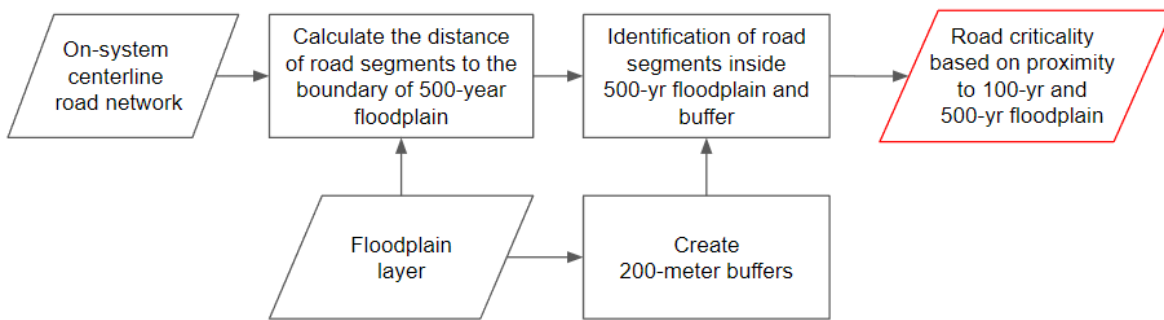 On-system
centerline
road network
Calculate the distance
of road segments to the
boundary of 500-year
floodplain
Identification of road
segments inside
500-yr floodplain and
buffer
Road criticality
based on proximity
to 100-yr and
500-yr floodplain
Floodplain
layer
Create
200-meter buffers